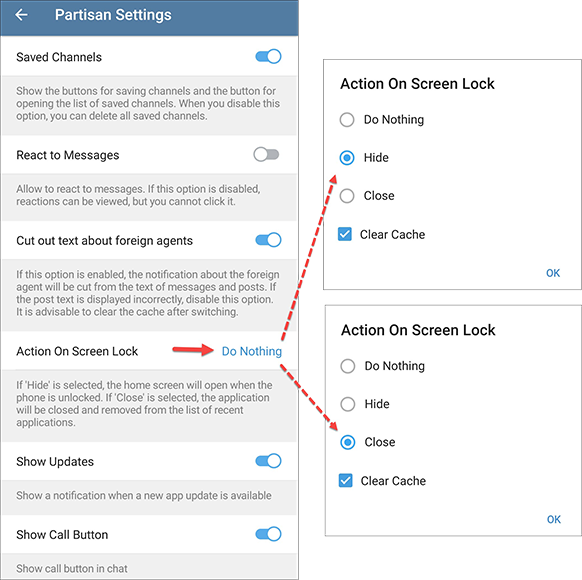 Partisan Settings
Saved Channels
Show the buttons for saving channels and the button for
opening the list of saved channels. When you disable this
option, you can delete all saved channels.
React to Messages
Allow to react to messages. If this option is disabled,
reactions can be viewed, but you cannot click it.
Cut out text about foreign agents
If this option is enabled, the notification about the foreign
agent will be cut from the text of messages and posts. If
the post text is displayed incorrectly, disable this option.
It is advisable to clear the cache after switching.
Action On Screen Lock
Do Nothing
If 'Hide' is selected, the home screen will open when the
phone is unlocked. If 'Close' is selected, the application
will be closed and removed from the list of recent
applications.
Show Updates
Show a notification when a new app update is available
Show Call Button
Show call button in chat
Action On Screen Lock
Do Nothing
Hide
Close
Clear Cache
OK
Action On Screen Lock
Do Nothing
Hide
Close
Clear Cache
OK